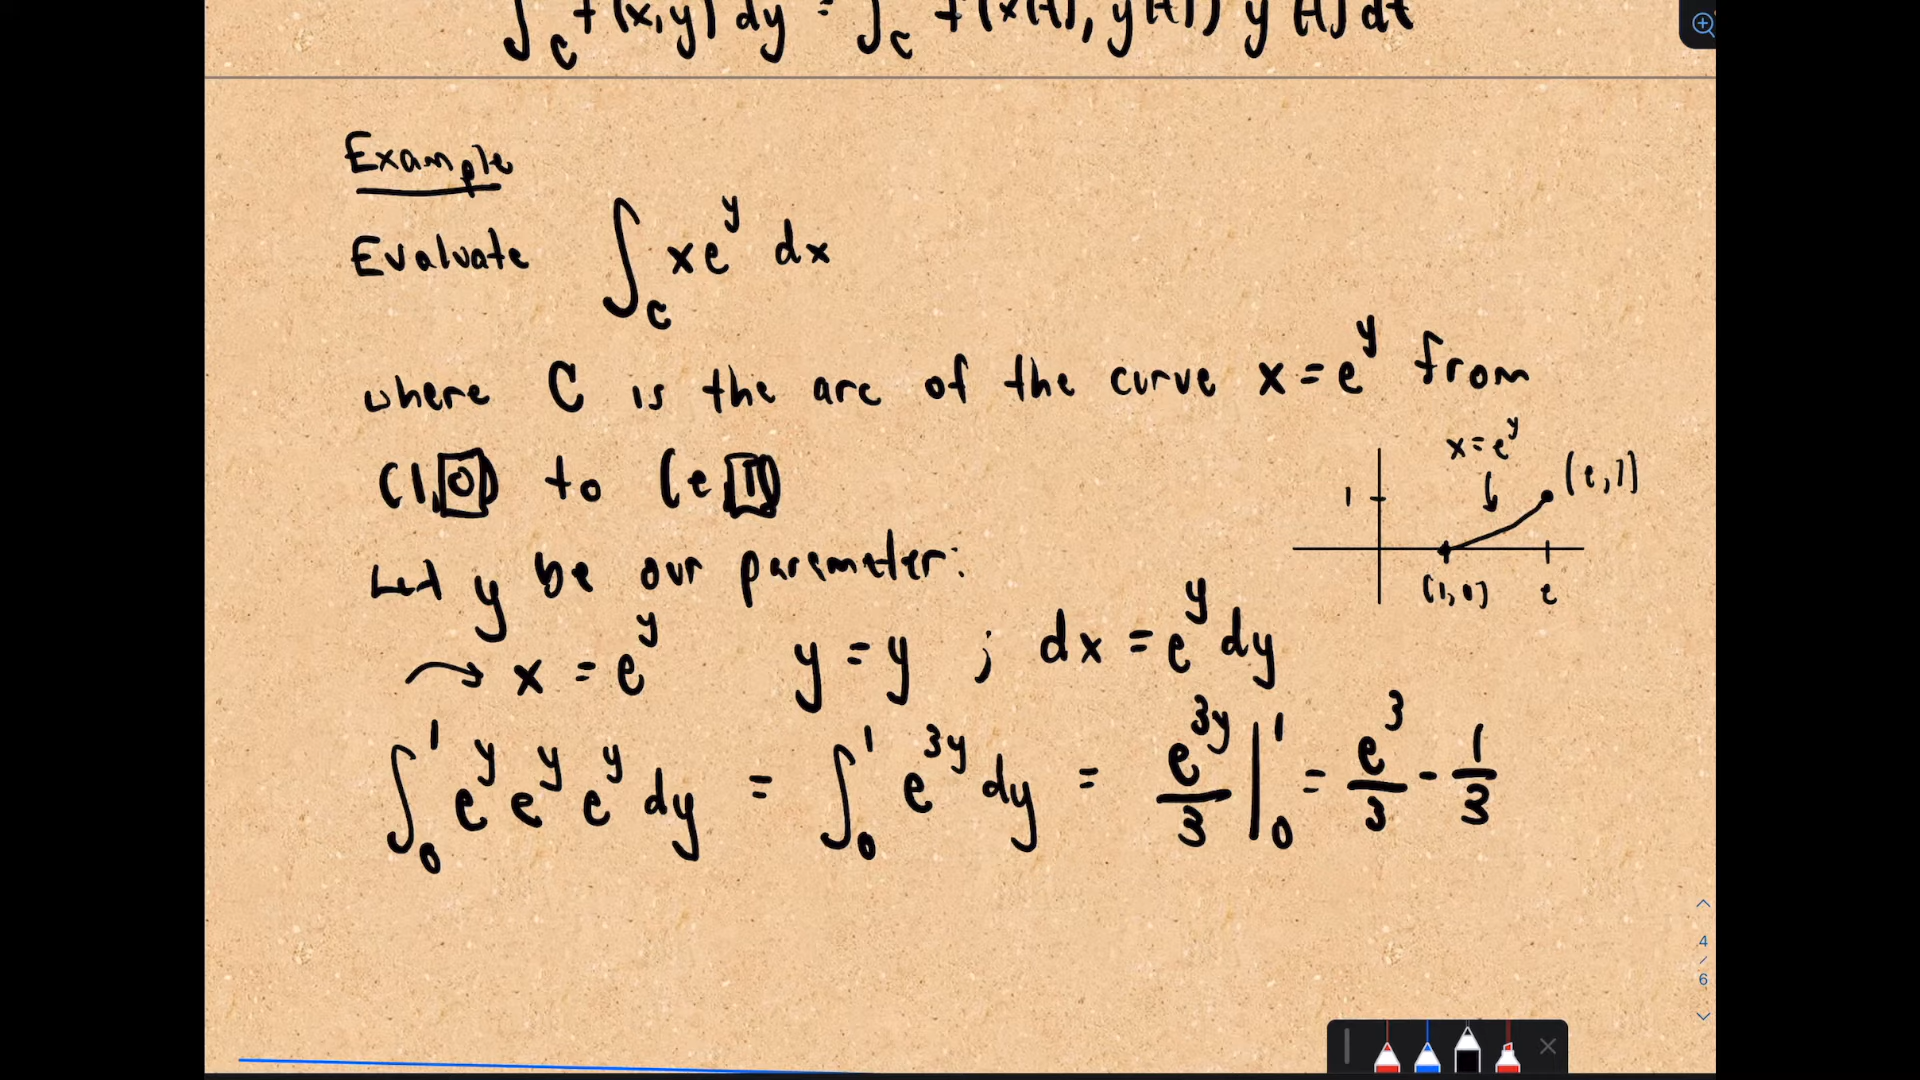 ∫_C f(x,y) dy = ∫_C f(x(t), y(t)) y'(t) dt
Example
Evaluate ∫_C xe^y dx
where C is the arc of the curve x = e^y from
(1,0) to (e,1)
x = e^y
(e,1)
1
(1,0) e
Let y be our parameter:
→ x = e^y y = y ; dx = e^y dy
∫_0^1 e^y e^y e^y dy = ∫_0^1 e^{3y} dy = e^{3y}/3 |_0^1 = e^3/3 - 1/3
4
/
6